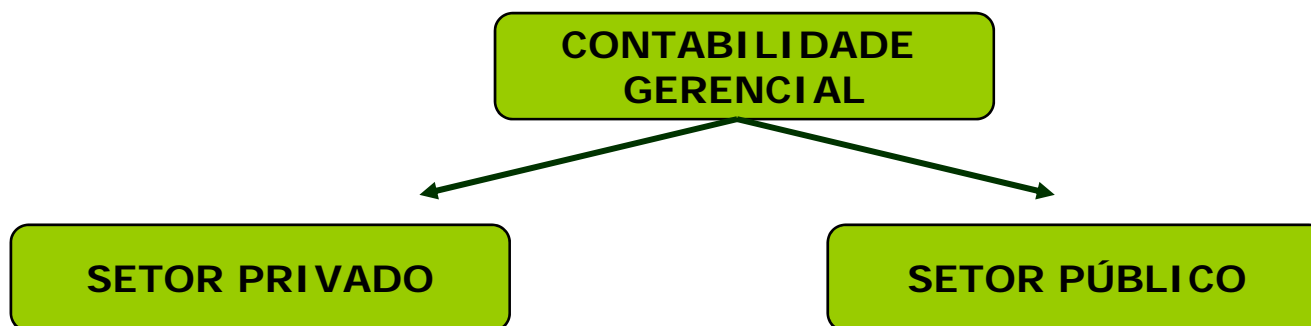 CONTABILIDADE
GERENCIAL
SETOR PRIVADO
SETOR PÚBLICO